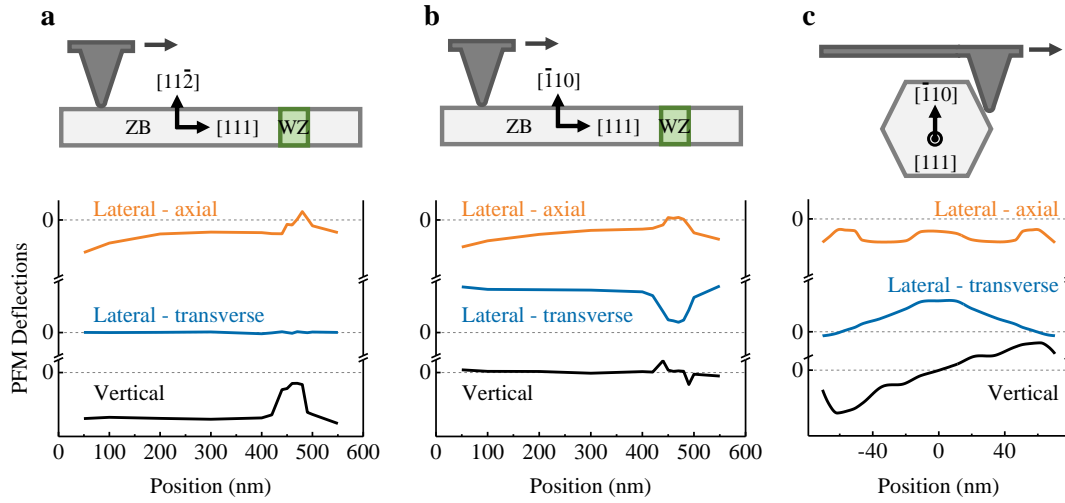 a
b
c
[112̄]
[1̄10]
[1̄10]
ZB
[111]
WZ
ZB
[111]
WZ
[111]
PFM Deflections
0
Lateral - axial
0
Lateral - transverse
0
Vertical
0 100 200 300 400 500 600
Position (nm)
0
Lateral - axial
0
Lateral - transverse
0
Vertical
0 100 200 300 400 500 600
Position (nm)
0
Lateral - axial
Lateral - transverse
0
0
Vertical
-40 0 40
Position (nm)